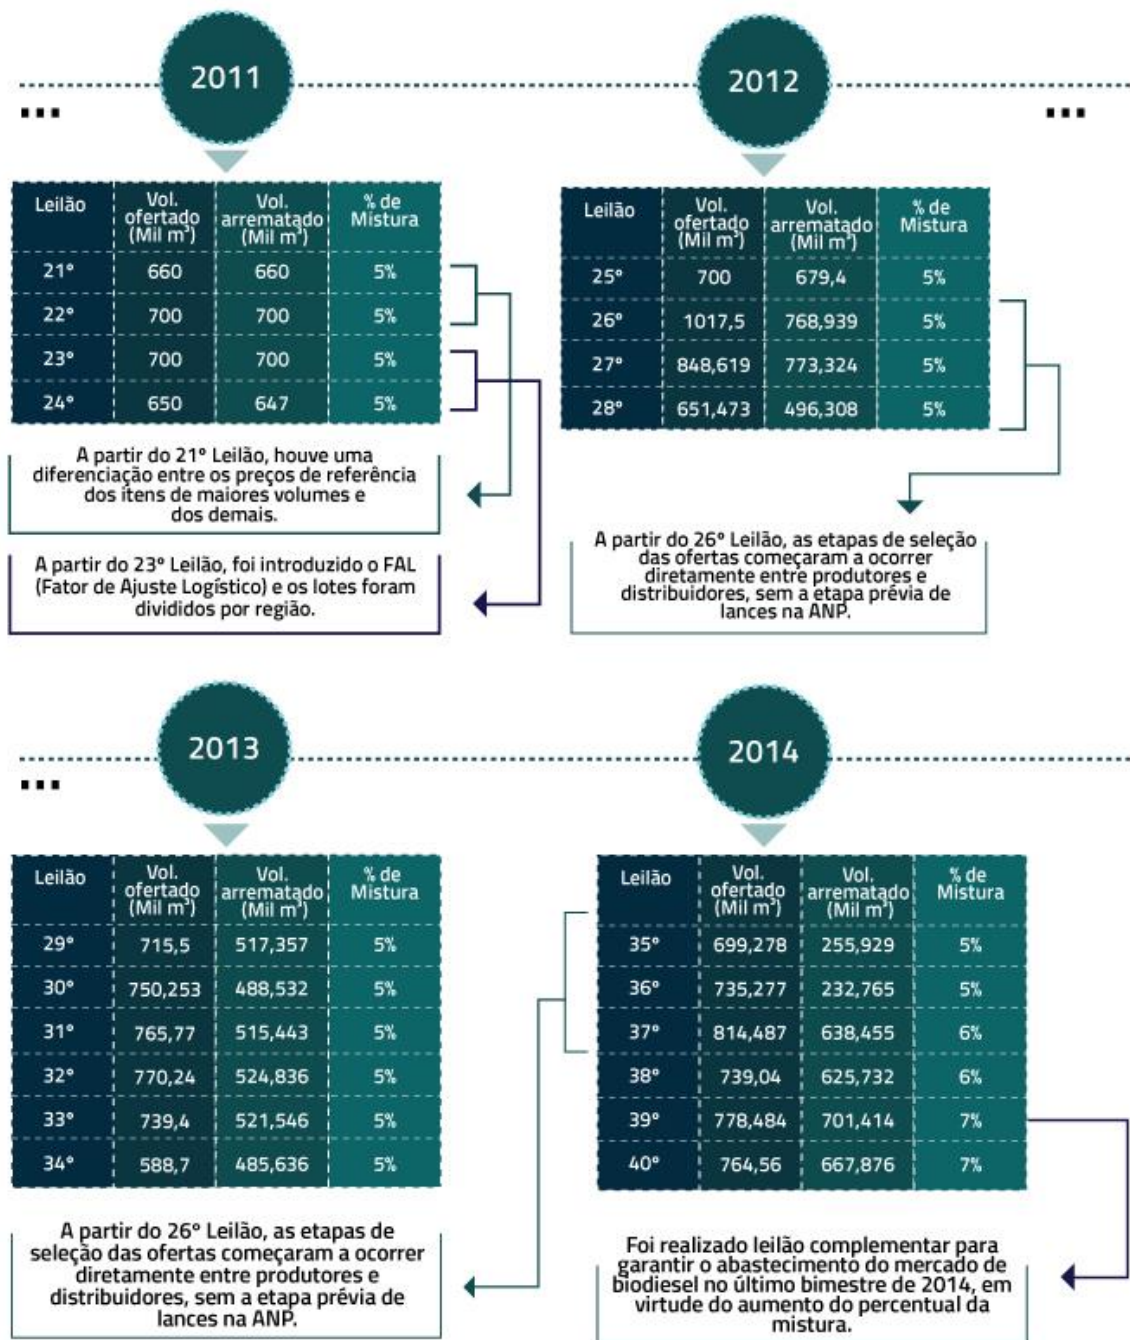 2011
2012
...
...
Leilão Vol. ofertado (Mil m³) Vol. arrematado (Mil m³) % de Mistura
21º 660 660 5%
22º 700 700 5%
23º 700 700 5%
24º 650 647 5%
A partir do 21º Leilão, houve uma
diferenciação entre os preços de referência
dos itens de maiores volumes e
dos demais.
A partir do 23º Leilão, foi introduzido o FAL
(Fator de Ajuste Logístico) e os lotes foram
divididos por região.
Leilão Vol. ofertado (Mil m³) Vol. arrematado (Mil m³) % de Mistura
25º 700 679,4 5%
26º 1017,5 768,939 5%
27º 848,619 773,324 5%
28º 651,473 496,308 5%
A partir do 26º Leilão, as etapas de seleção
das ofertas começaram a ocorrer
diretamente entre produtores e
distribuidores, sem a etapa prévia de
lances na ANP.
2013
2014
...
Leilão Vol. ofertado (Mil m³) Vol. arrematado (Mil m³) % de Mistura
29º 715,5 517,357 5%
30º 750,253 488,532 5%
31º 765,77 515,443 5%
32º 770,24 524,836 5%
33º 739,4 521,546 5%
34º 588,7 485,636 5%
A partir do 26º Leilão, as etapas de
seleção das ofertas começaram a ocorrer
diretamente entre produtores e
distribuidores, sem a etapa prévia de
lances na ANP.
Leilão Vol. ofertado (Mil m³) Vol. arrematado (Mil m³) % de Mistura
35º 699,278 255,929 5%
36º 735,277 232,765 5%
37º 814,487 638,455 6%
38º 739,04 625,732 6%
39º 778,484 701,414 7%
40º 764,56 667,876 7%
Foi realizado leilão complementar para
garantir o abastecimento do mercado de
biodiesel no último bimestre de 2014, em
virtude do aumento do percentual da
mistura.